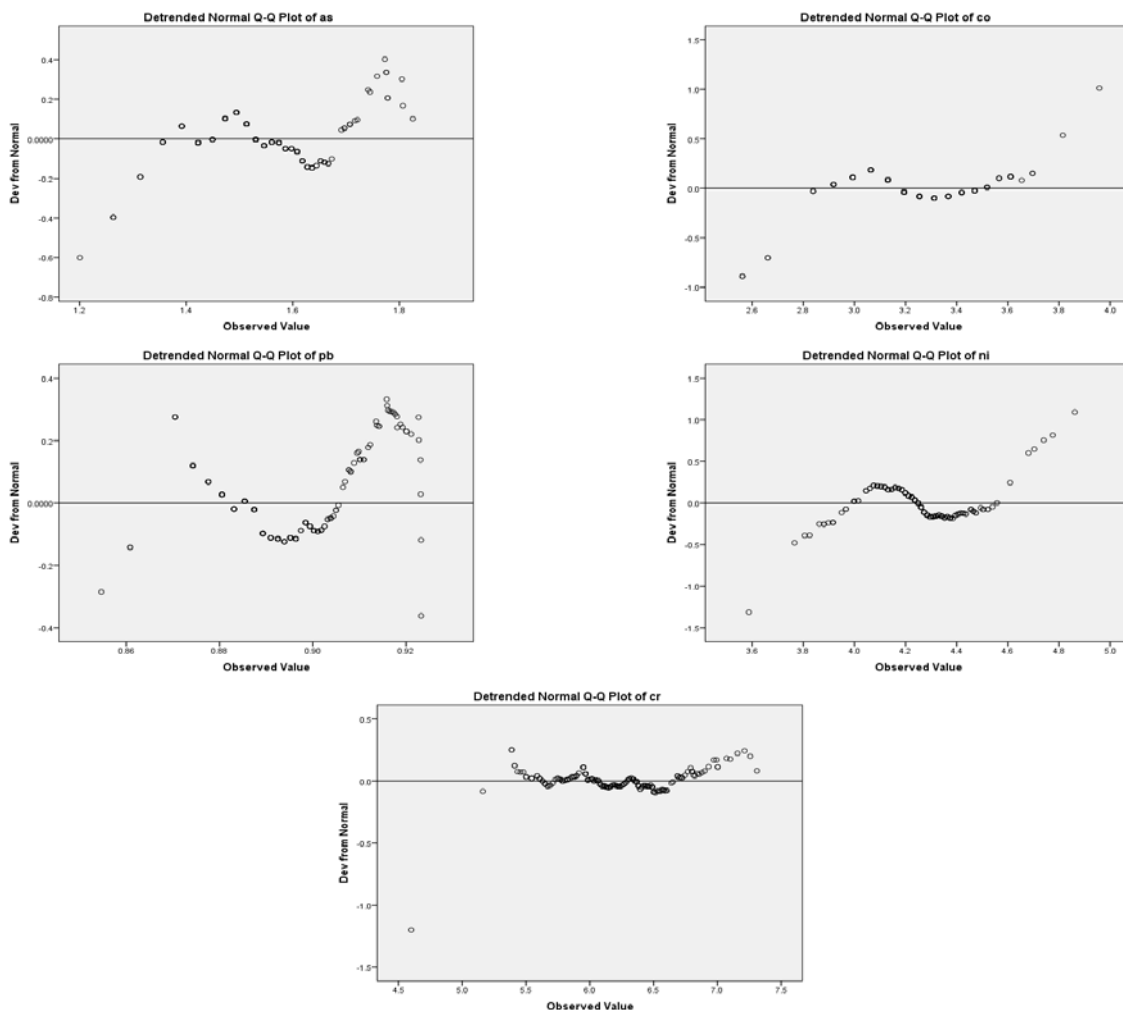 Detrended Normal Q-Q Plot of as
0.4
0.2
0.0000
-0.2
-0.4
-0.6
-0.8
Dev from Normal
1.2 1.4 1.6 1.8
Observed Value
Detrended Normal Q-Q Plot of co
1.5
1.0
0.5
0.0
-0.5
-1.0
Dev from Normal
2.6 2.8 3.0 3.2 3.4 3.6 3.8 4.0
Observed Value
Detrended Normal Q-Q Plot of pb
0.4
0.2
0.0000
-0.2
-0.4
Dev from Normal
0.86 0.88 0.90 0.92
Observed Value
Detrended Normal Q-Q Plot of ni
1.5
1.0
0.5
0.0
-0.5
-1.0
-1.5
Dev from Normal
3.6 3.8 4.0 4.2 4.4 4.6 4.8 5.0
Observed Value
Detrended Normal Q-Q Plot of cr
0.5
0.0
-0.5
-1.0
-1.5
Dev from Normal
4.5 5.0 5.5 6.0 6.5 7.0 7.5
Observed Value